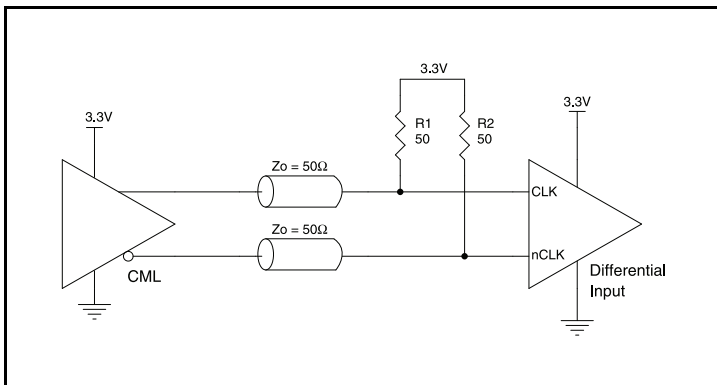 3.3V
3.3V
3.3V
R1
50
R2
50
Zo = 50Ω
CLK
Zo = 50Ω
nCLK
CML
Differential
Input